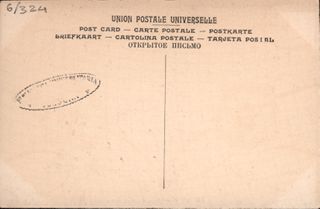 6/324
UNION POSTALE UNIVERSELLE
POST CARD — CARTE POSTALE — POSTKARTE
BRIEFKAART — CARTOLINA POSTALE — TARJETA POSTAL
ОТКРЫТОЕ ПИСЬМО